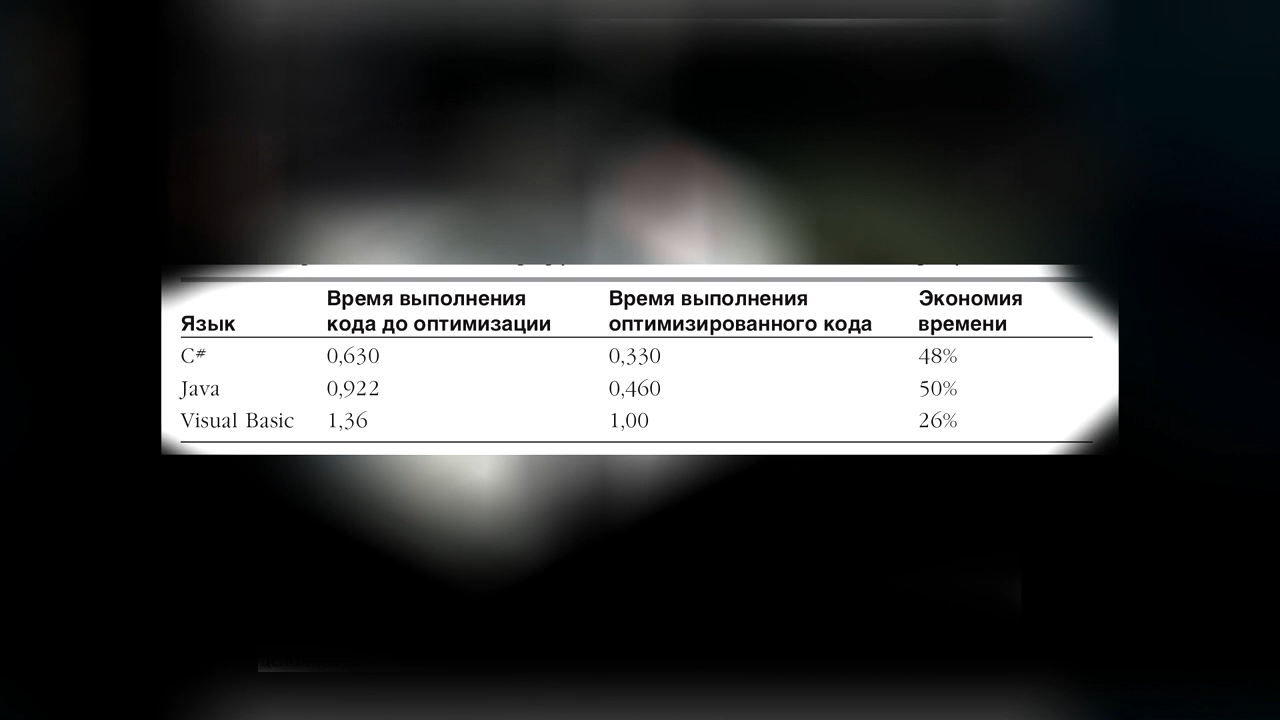 Время выполнения Время выполнения Экономия
Язык кода до оптимизации оптимизированного кода времени
C# 0,630 0,330 48%
Java 0,922 0,460 50%
Visual Basic 1,36 1,00 26%